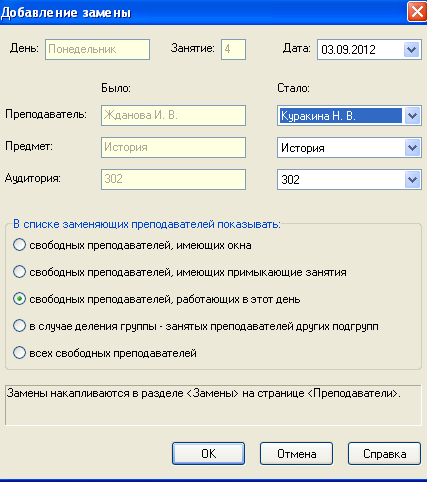 Добавление замены
День: Понедельник Занятие: 4 Дата: 03.09.2012
Было: Стало:
Преподаватель: Жданова И. В. Куракина Н. В.
Предмет: История История
Аудитория: 302 302
В списке заменяющих преподавателей показывать:
свободных преподавателей, имеющих окна
свободных преподавателей, имеющих примыкающие занятия
свободных преподавателей, работающих в этот день
в случае деления группы - занятых преподавателей других подгрупп
всех свободных преподавателей
Замены накапливаются в разделе <Замены> на странице <Преподаватели>.
OK Отмена Справка